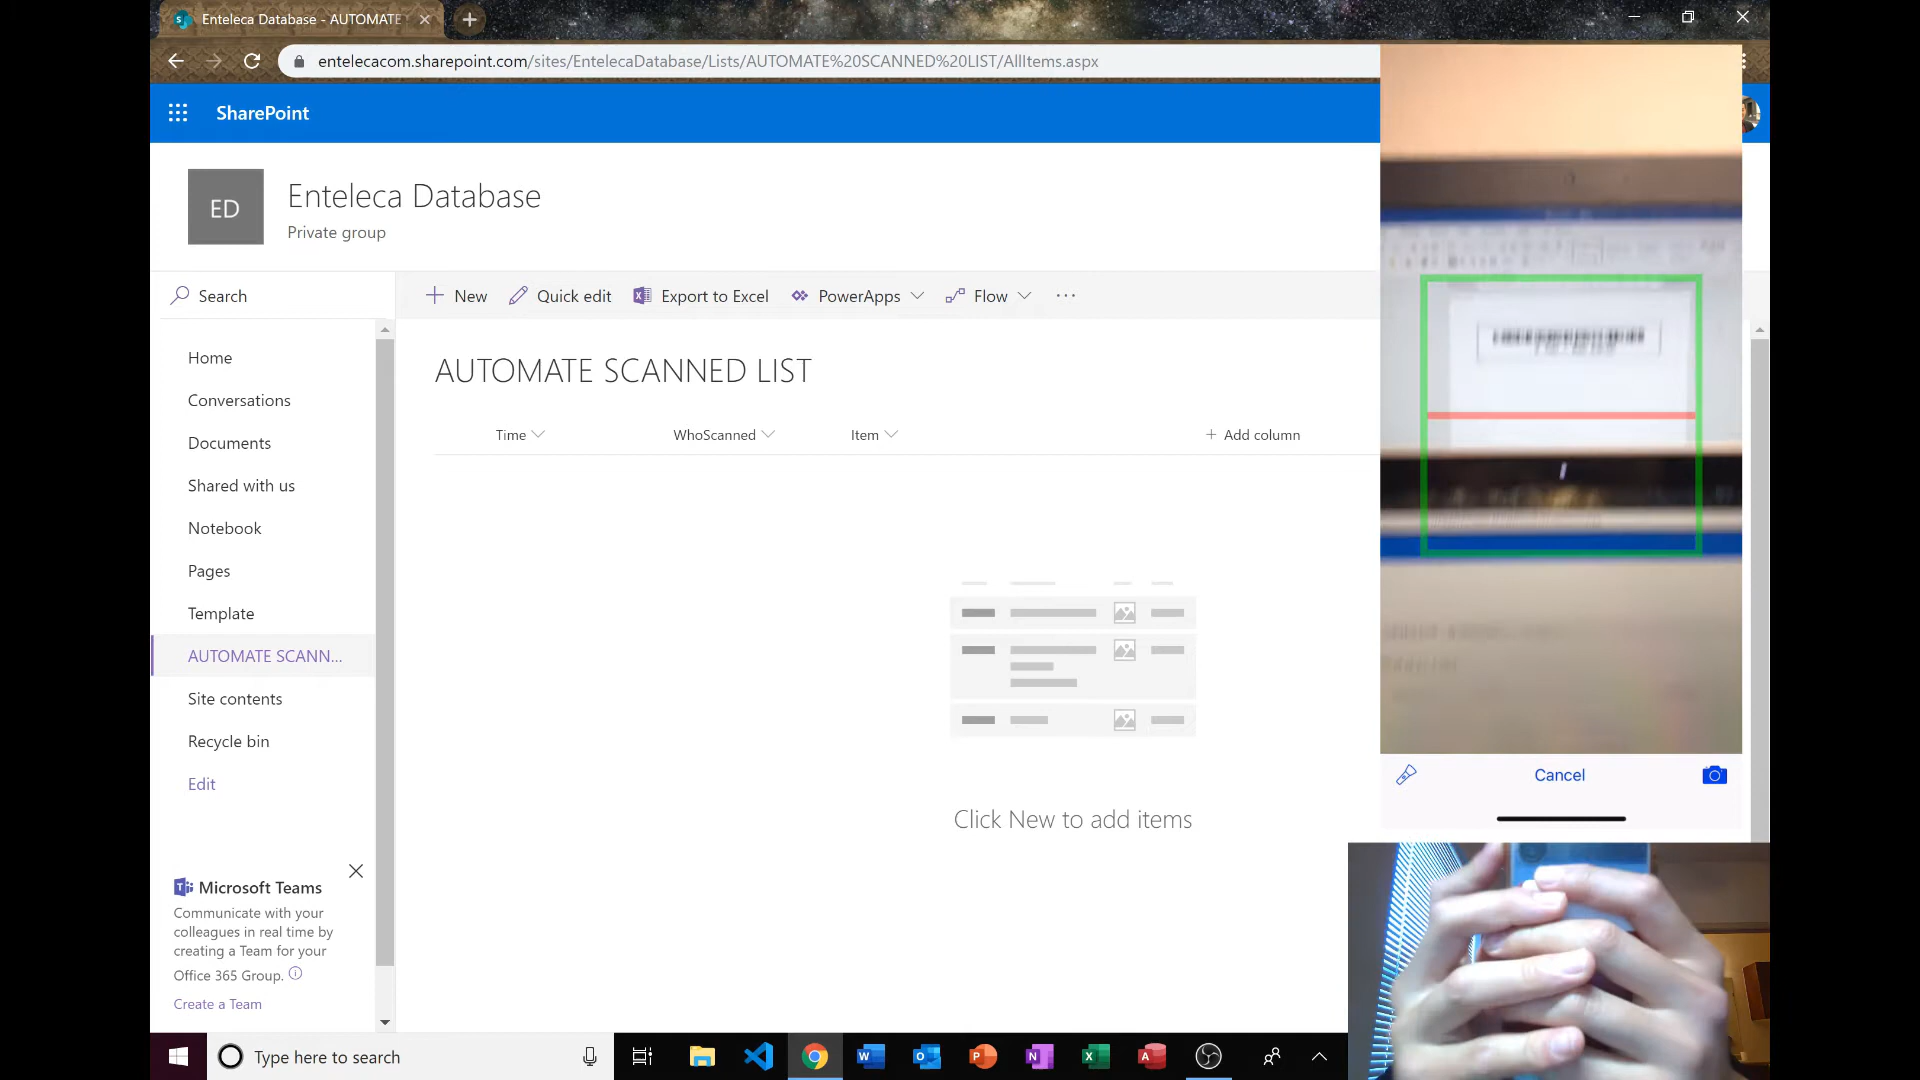 Enteleca Database - AUTOMATE
entelecacom.sharepoint.com/sites/EntelecaDatabase/Lists/AUTOMATE%20SCANNED%20LIST/AllItems.aspx
SharePoint
ED
Enteleca Database
Private group
Search
New
Quick edit
Export to Excel
PowerApps
Flow
Home
Conversations
Documents
Shared with us
Notebook
Pages
Template
AUTOMATE SCANN...
Site contents
Recycle bin
Edit
AUTOMATE SCANNED LIST
Time
WhoScanned
Item
Add column
Click New to add items
Cancel
Microsoft Teams
Communicate with your
colleagues in real time by
creating a Team for your
Office 365 Group.
Create a Team
Type here to search